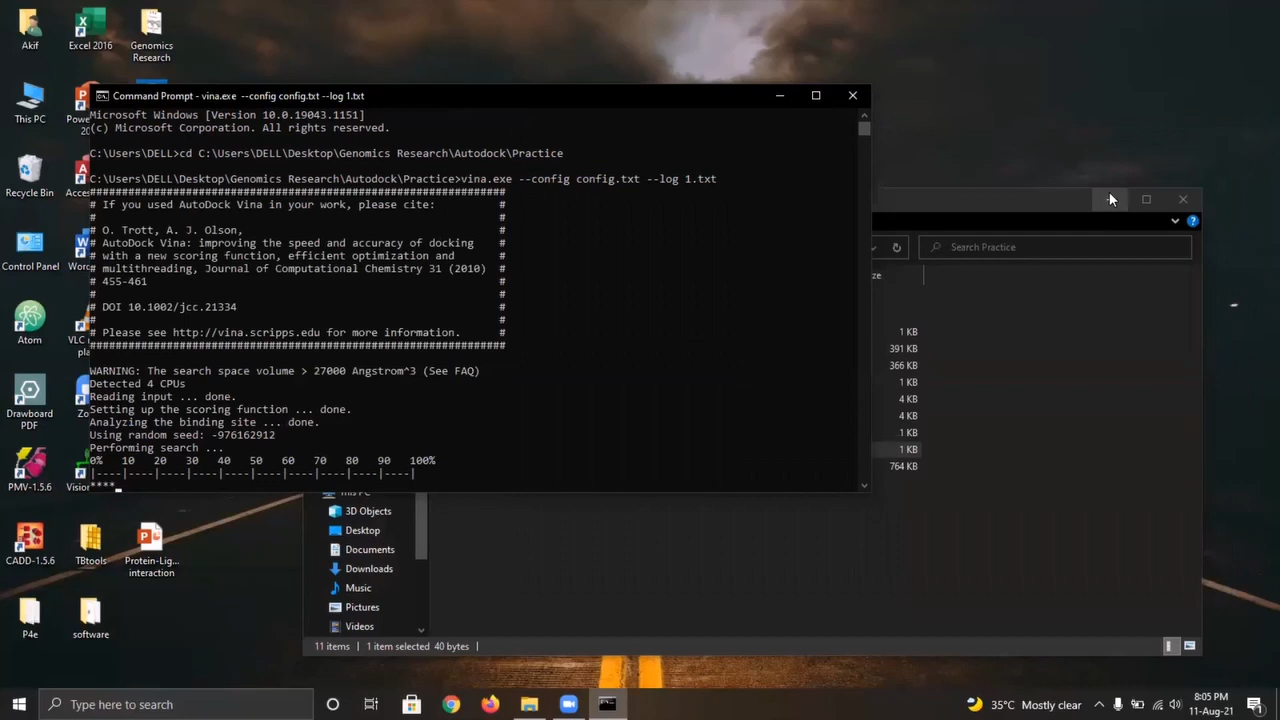 Akif
Excel 2016
Genomics
Research
This PC
Recycle Bin
Control Panel
Atom
Drawboard
PDF
PMV-1.5.6
CADD-1.5.6
TBtools
Protein-Lig...
interaction
P4e
software
Command Prompt - vina.exe --config config.txt --log 1.txt
Microsoft Windows [Version 10.0.19043.1151]
(c) Microsoft Corporation. All rights reserved.
C:\Users\DELL>cd C:\Users\DELL\Desktop\Genomics Research\Autodock\Practice
C:\Users\DELL\Desktop\Genomics Research\Autodock\Practice>vina.exe --config config.txt --log 1.txt
#################################################################
# If you used AutoDock Vina in your work, please cite: #
# #
# O. Trott, A. J. Olson, #
# AutoDock Vina: improving the speed and accuracy of docking #
# with a new scoring function, efficient optimization and #
# multithreading, Journal of Computational Chemistry 31 (2010) #
# 455-461 #
# #
# DOI 10.1002/jcc.21334 #
# #
# Please see http://vina.scripps.edu for more information. #
#################################################################
WARNING: The search space volume > 27000 Angstrom^3 (See FAQ)
Detected 4 CPUs
Reading input ... done.
Setting up the scoring function ... done.
Analyzing the binding site ... done.
Using random seed: -976162912
Performing search ...
0% 10 20 30 40 50 60 70 80 90 100%
|----|----|----|----|----|----|----|----|----|----|
****
Search Practice
1 KB
391 KB
366 KB
1 KB
4 KB
4 KB
1 KB
1 KB
764 KB
This PC
3D Objects
Desktop
Documents
Downloads
Music
Pictures
Videos
11 items
1 item selected 40 bytes
Type here to search
35°C Mostly clear
8:05 PM
11-Aug-21